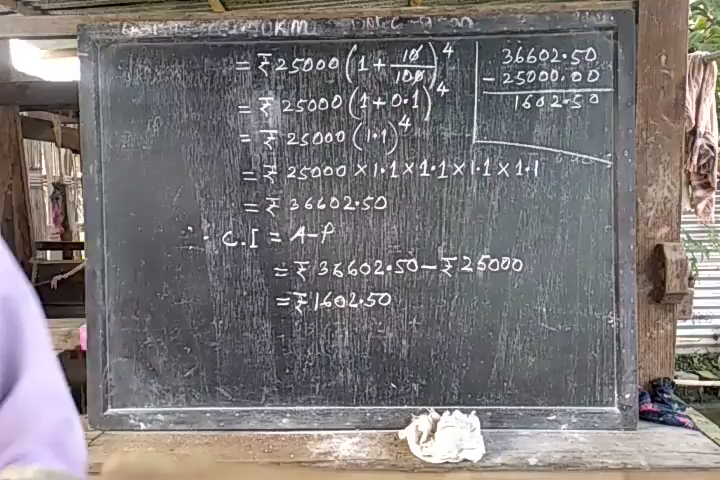 = ₹ 25000 (1 + 10/100)^4
= ₹ 25000 (1 + 0.1)^4
= ₹ 25000 (1.1)^4
= ₹ 25000 × 1.1 × 1.1 × 1.1 × 1.1
= ₹ 36602.50
∴ C.I = A - P
= ₹ 36602.50 - ₹ 25000
= ₹ 1602.50
36602.50
- 25000.00
1602.50